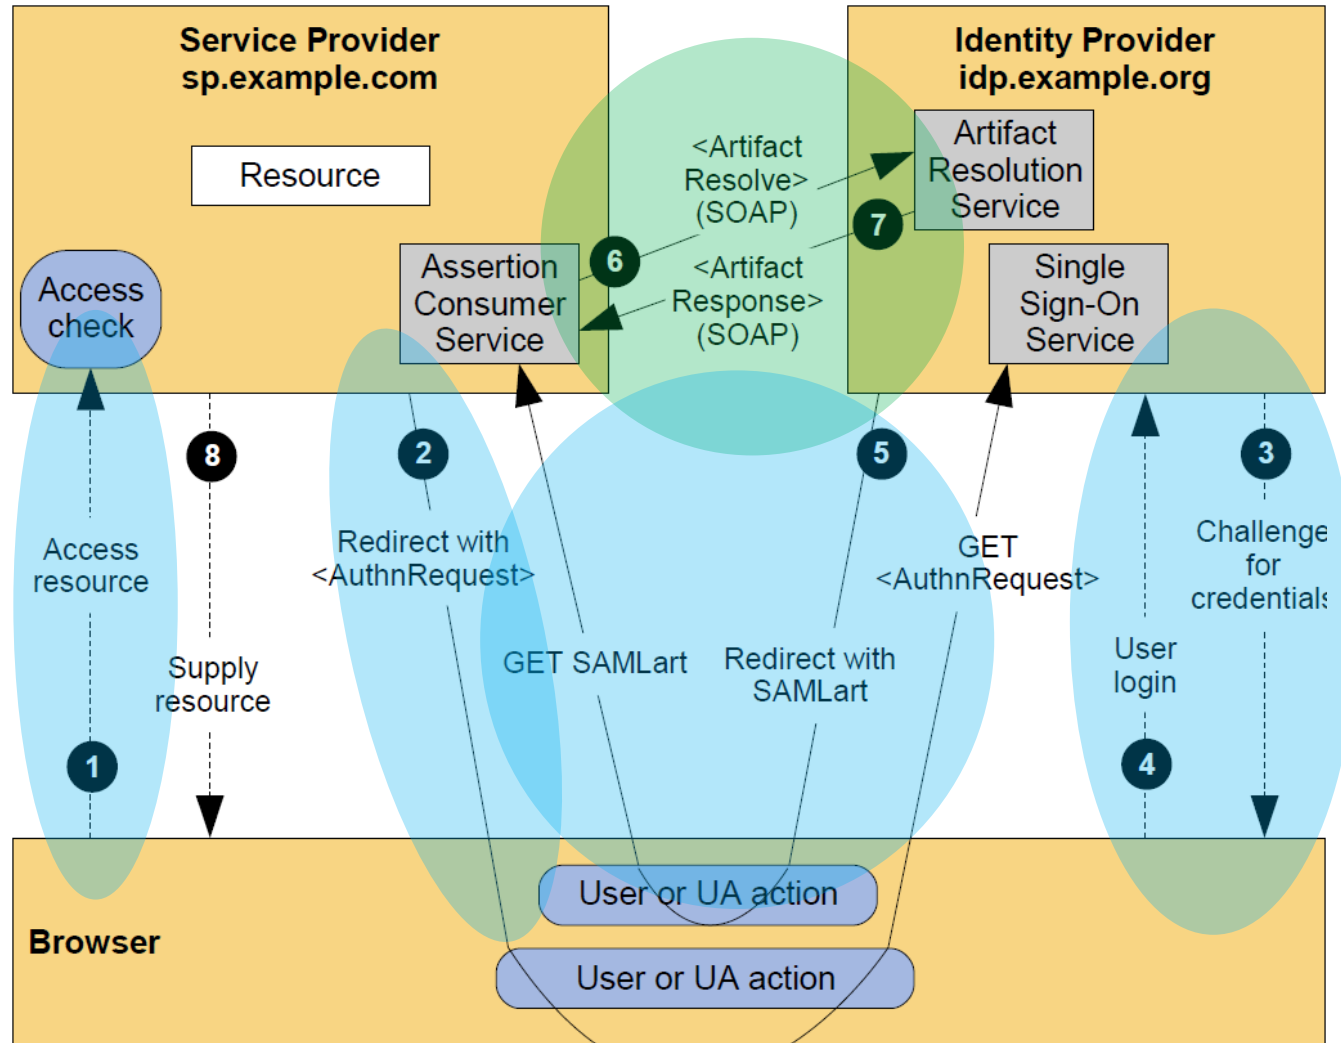 Service Provider
sp.example.com
Identity Provider
idp.example.org
Resource
<Artifact
Resolve>
(SOAP)
Artifact
Resolution
Service
6
7
Access
check
Assertion
Consumer
Service
<Artifact
Response>
(SOAP)
Single
Sign-On
Service
8
2
5
3
Access
resource
Redirect with
<AuthnRequest>
GET
<AuthnRequest>
Challenge
for
credentials
Supply
resource
GET SAMLart
Redirect with
SAMLart
User
login
1
4
User or UA action
Browser
User or UA action